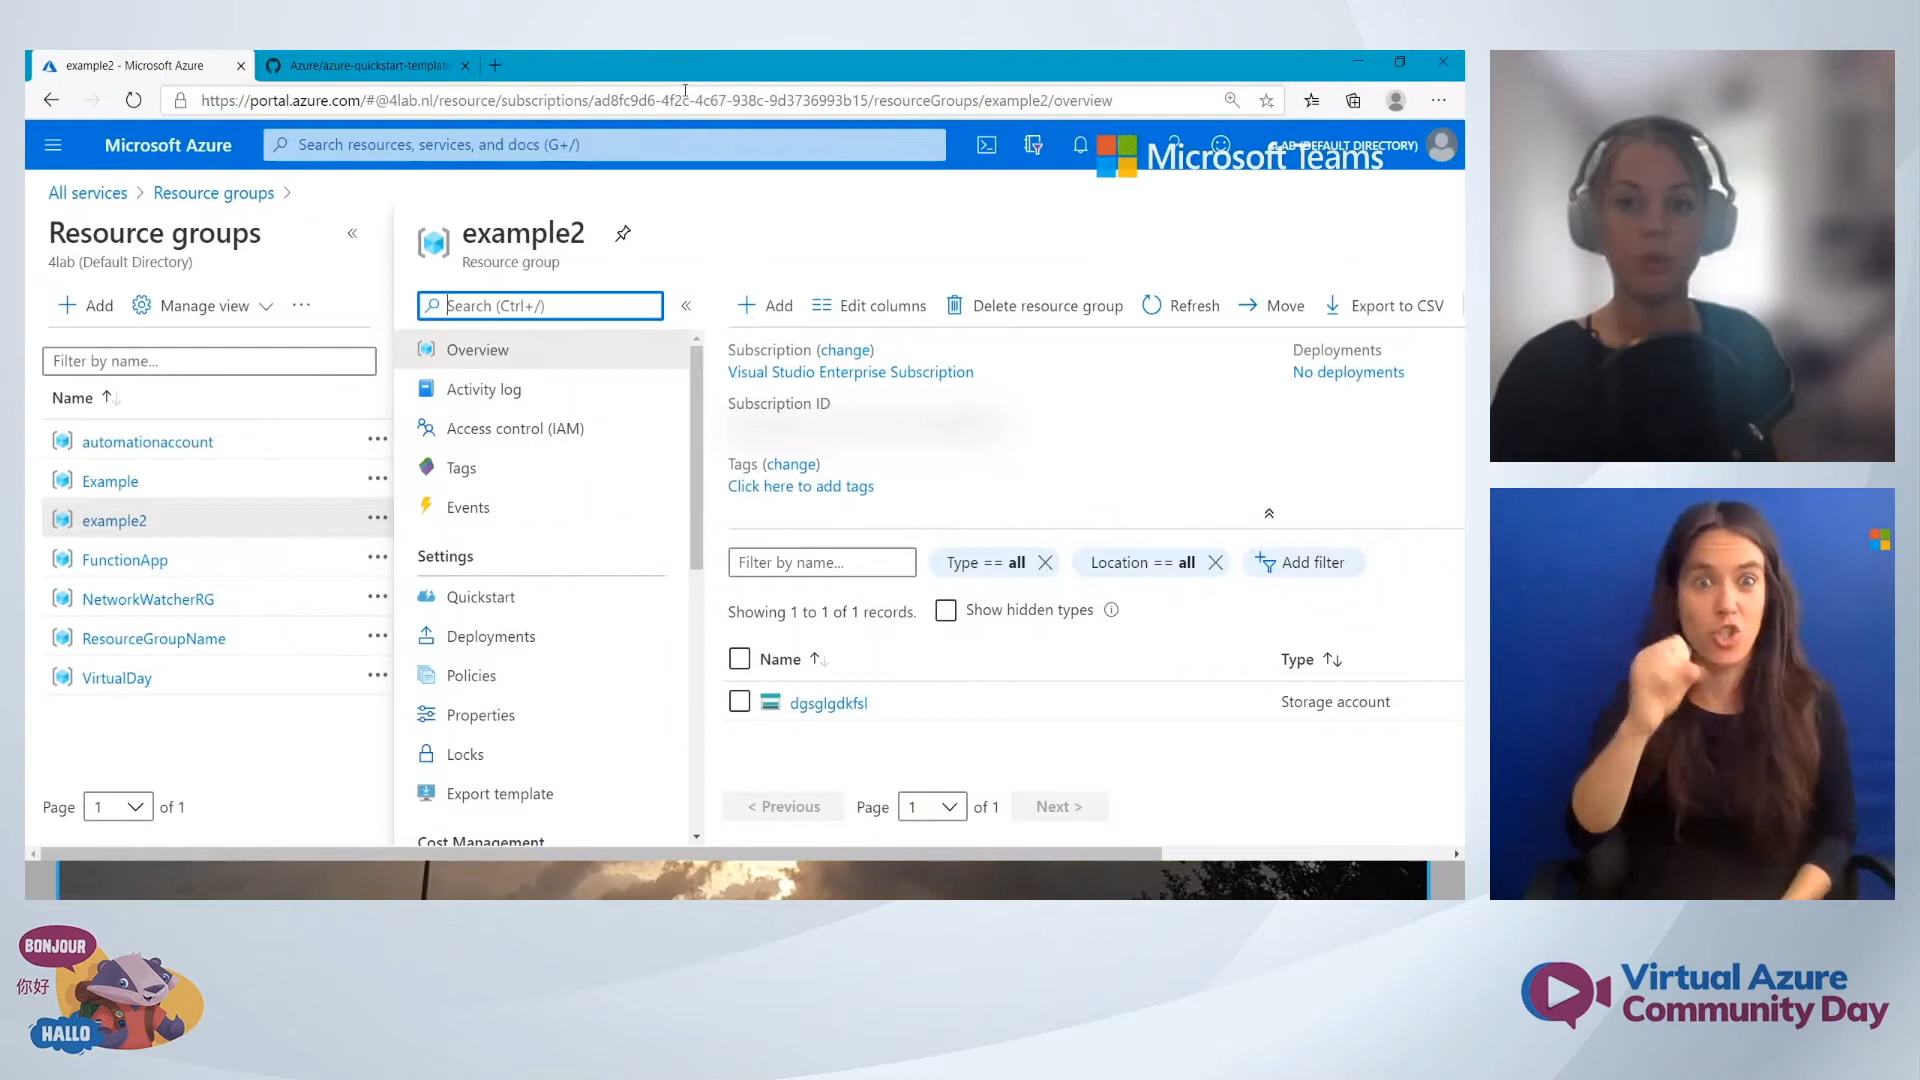 example2 - Microsoft Azure
Azure/azure-quickstart-template
https://portal.azure.com/#@4lab.nl/resource/subscriptions/ad8fc9d6-4f2c-4c67-938c-9d3736993b15/resourceGroups/example2/overview
Microsoft Azure
Search resources, services, and docs (G+/)
4LAB (DEFAULT DIRECTORY)
Microsoft Teams
All services > Resource groups >
Resource groups
4lab (Default Directory)
Add Manage view
Filter by name...
Name
automationaccount
Example
example2
FunctionApp
NetworkWatcherRG
ResourceGroupName
VirtualDay
Page 1 of 1
example2
Resource group
Search (Ctrl+/)
Overview
Activity log
Access control (IAM)
Tags
Events
Settings
Quickstart
Deployments
Policies
Properties
Locks
Export template
Cost Management
Add Edit columns Delete resource group Refresh Move Export to CSV
Subscription (change)
Visual Studio Enterprise Subscription
Subscription ID
Tags (change)
Click here to add tags
Deployments
No deployments
Filter by name... Type == all Location == all Add filter
Showing 1 to 1 of 1 records. Show hidden types
Name Type
dgsglgdkfsl Storage account
< Previous Page 1 of 1 Next >
BONJOUR
你好
HALLO
Virtual Azure
Community Day